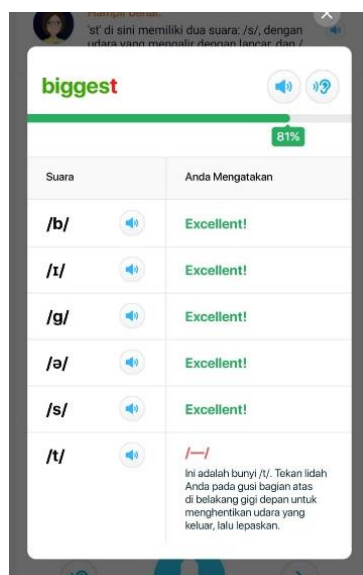 Hampir benar.
'st' di sini memiliki dua suara: /s/, dengan
udara yang mengalir dengan lancar, dan /
biggest
81%
Suara Anda Mengatakan
/b/ Excellent!
/ɪ/ Excellent!
/g/ Excellent!
/ə/ Excellent!
/s/ Excellent!
/t/ /—/
Ini adalah bunyi /t/. Tekan lidah
Anda pada gusi bagian atas
di belakang gigi depan untuk
menghentikan udara yang
keluar, lalu lepaskan.